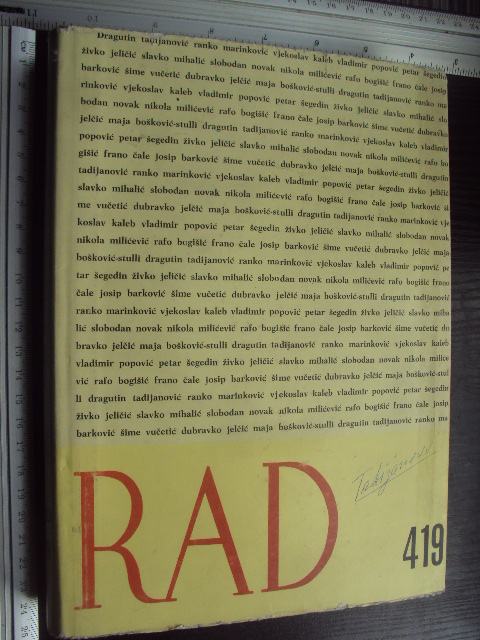 Dragutin tadijanović ranko marinković vjekoslav kaleb vladimir popović petar šegedin
živko jeličić slavko mihalić slobodan novak nikola milićević rafo bogišić frano čale josip
barković šime vučetić dubravko jelčić maja bošković-stulli dragutin tadijanović ranko ma
rinković vjekoslav kaleb vladimir popović petar šegedin živko jeličić slavko mihalić slo
bodan novak nikola milićević rafo bogišić frano čale josip barković šime vučetić dubravko
jelčić maja bošković-stulli dragutin tadijanović ranko marinković vjekoslav kaleb vladimir
popović petar šegedin živko jeličić slavko mihalić slobodan novak nikola milićević rafo bo
gišić frano čale josip barković šime vučetić dubravko jelčić maja bošković-stulli dragutin
tadijanović ranko marinković vjekoslav kaleb vladimir popović petar šegedin živko jeličić
slavko mihalić slobodan novak nikola milićević rafo bogišić frano čale josip barković ši
me vučetić dubravko jelčić maja bošković-stulli dragutin tadijanović ranko marinković vje
koslav kaleb vladimir popović petar šegedin živko jeličić slavko mihalić slobodan novak
nikola milićević rafo bogišić frano čale josip barković šime vučetić dubravko jelčić maja
bošković-stulli dragutin tadijanović ranko marinković vjekoslav kaleb vladimir popović pe
tar šegedin živko jeličić slavko mihalić slobodan novak nikola milićević rafo bogišić frano
čale josip barković šime vučetić dubravko jelčić maja bošković-stulli dragutin tadijanović
ranko marinković vjekoslav kaleb vladimir popović petar šegedin živko jeličić slavko miha
lić slobodan novak nikola milićević rafo bogišić frano čale josip barković šime vučetić du
bravko jelčić maja bošković-stulli dragutin tadijanović ranko marinković vjekoslav kaleb
vladimir popović petar šegedin živko jeličić slavko mihalić slobodan novak nikola miliće
vić rafo bogišić frano čale josip barković šime vučetić dubravko jelčić maja bošković-stul
li dragutin tadijanović ranko marinković vjekoslav kaleb vladimir popović petar šegedin
živko jeličić slavko mihalić slobodan novak nikola milićević rafo bogišić frano čale josip
barković šime vučetić dubravko jelčić maja bošković-stulli dragutin tadijanović ranko ma
Tadijanović
RAD
419